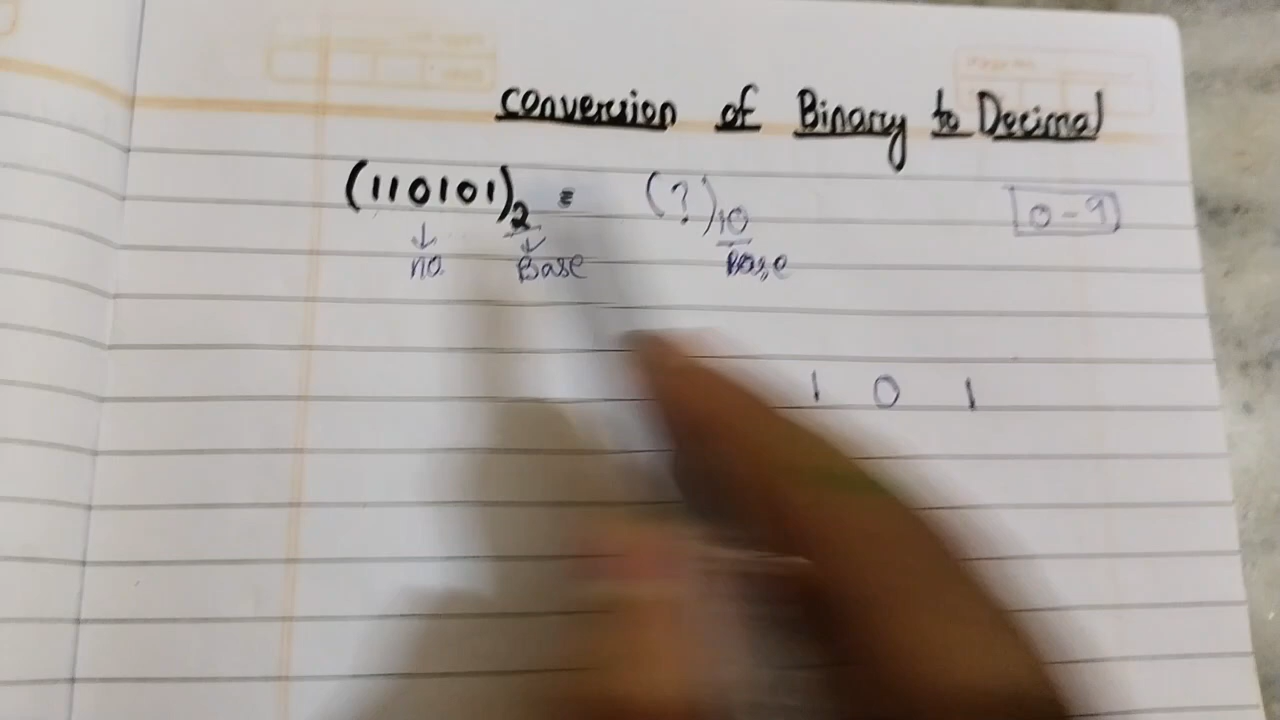 conversion of Binary to Decimal
(110101)2 = (?)10 0-9
↓ ↓
no. Base Base
1 0 1